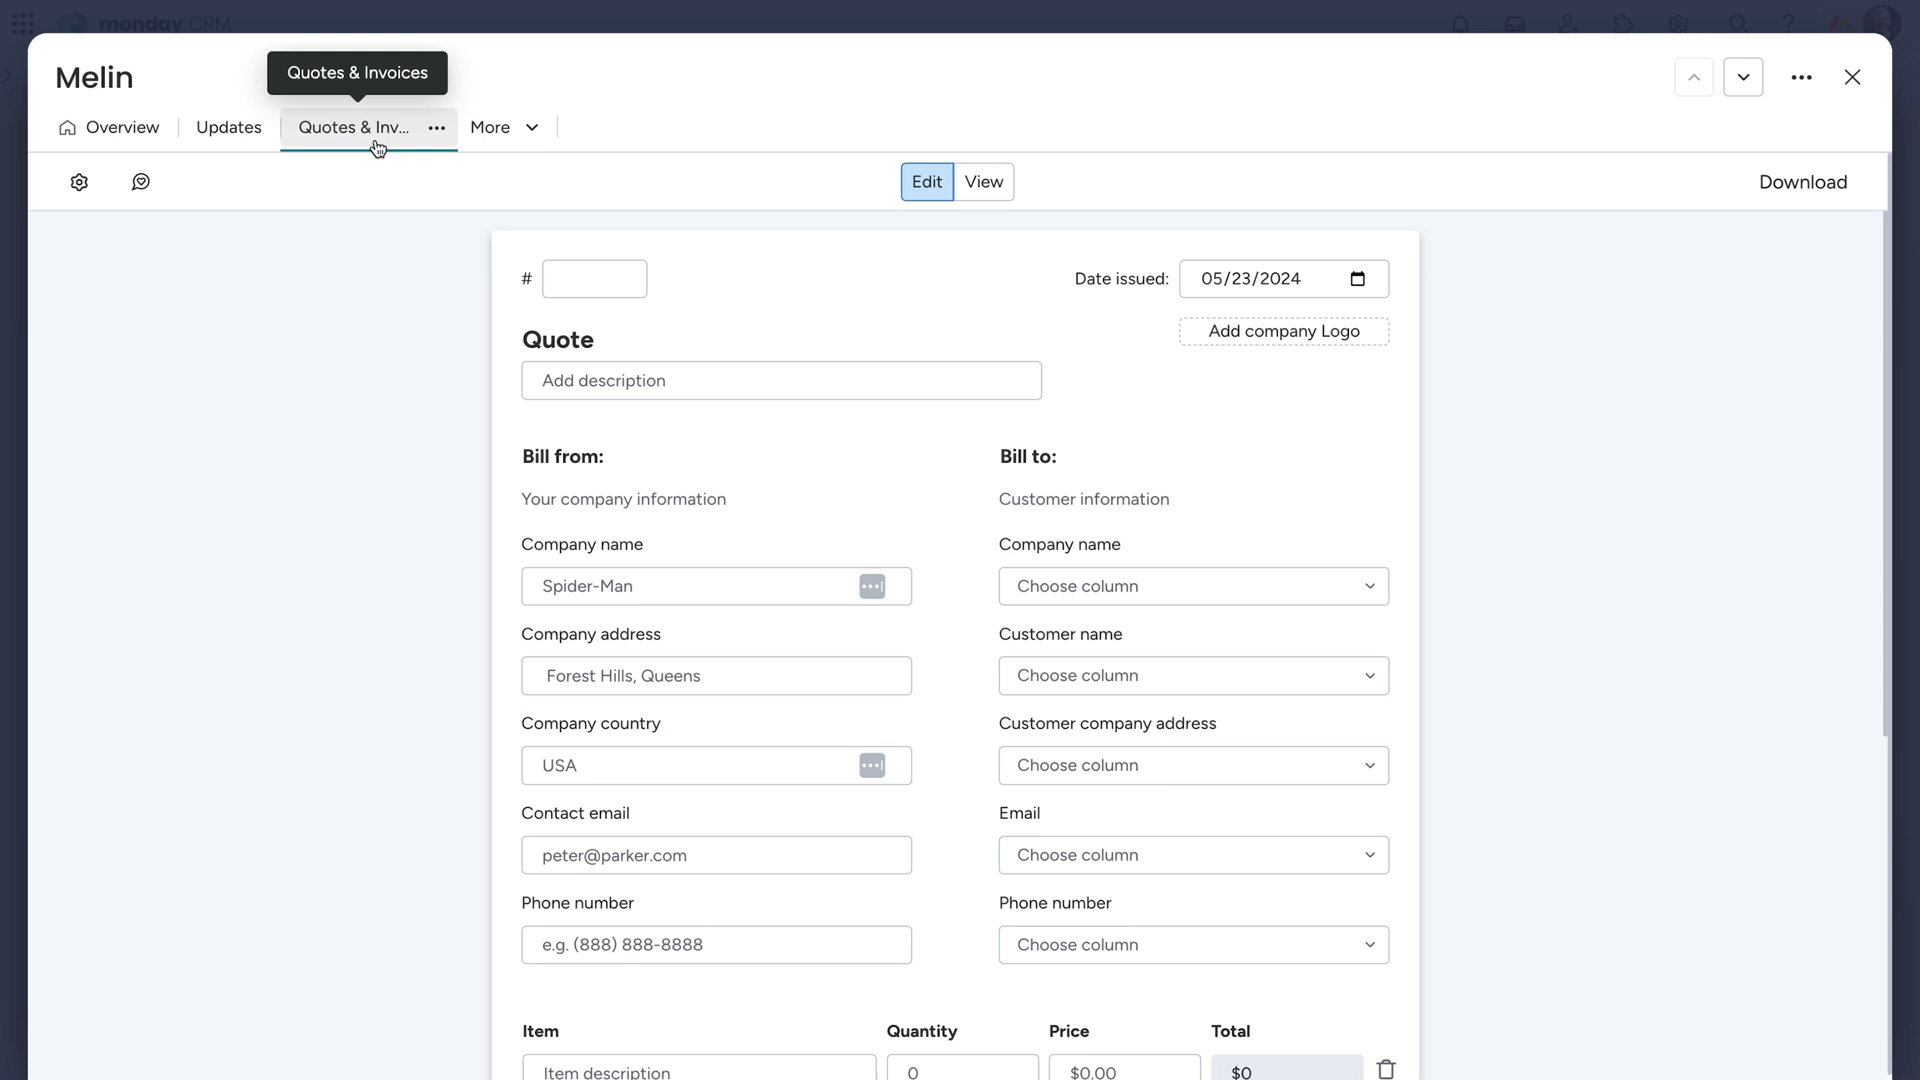 monday CRM
Melin
Quotes & Invoices
Overview
Updates
Quotes & Inv...
More
Edit
View
Download
#
Date issued:
05/23/2024
Add company Logo
Quote
Add description
Bill from:
Bill to:
Your company information
Customer information
Company name
Company name
Spider-Man
Choose column
Company address
Customer name
Forest Hills, Queens
Choose column
Company country
Customer company address
USA
Choose column
Contact email
Email
peter@parker.com
Choose column
Phone number
Phone number
e.g. (888) 888-8888
Choose column
Item
Quantity
Price
Total
Item description
0
$0.00
$0